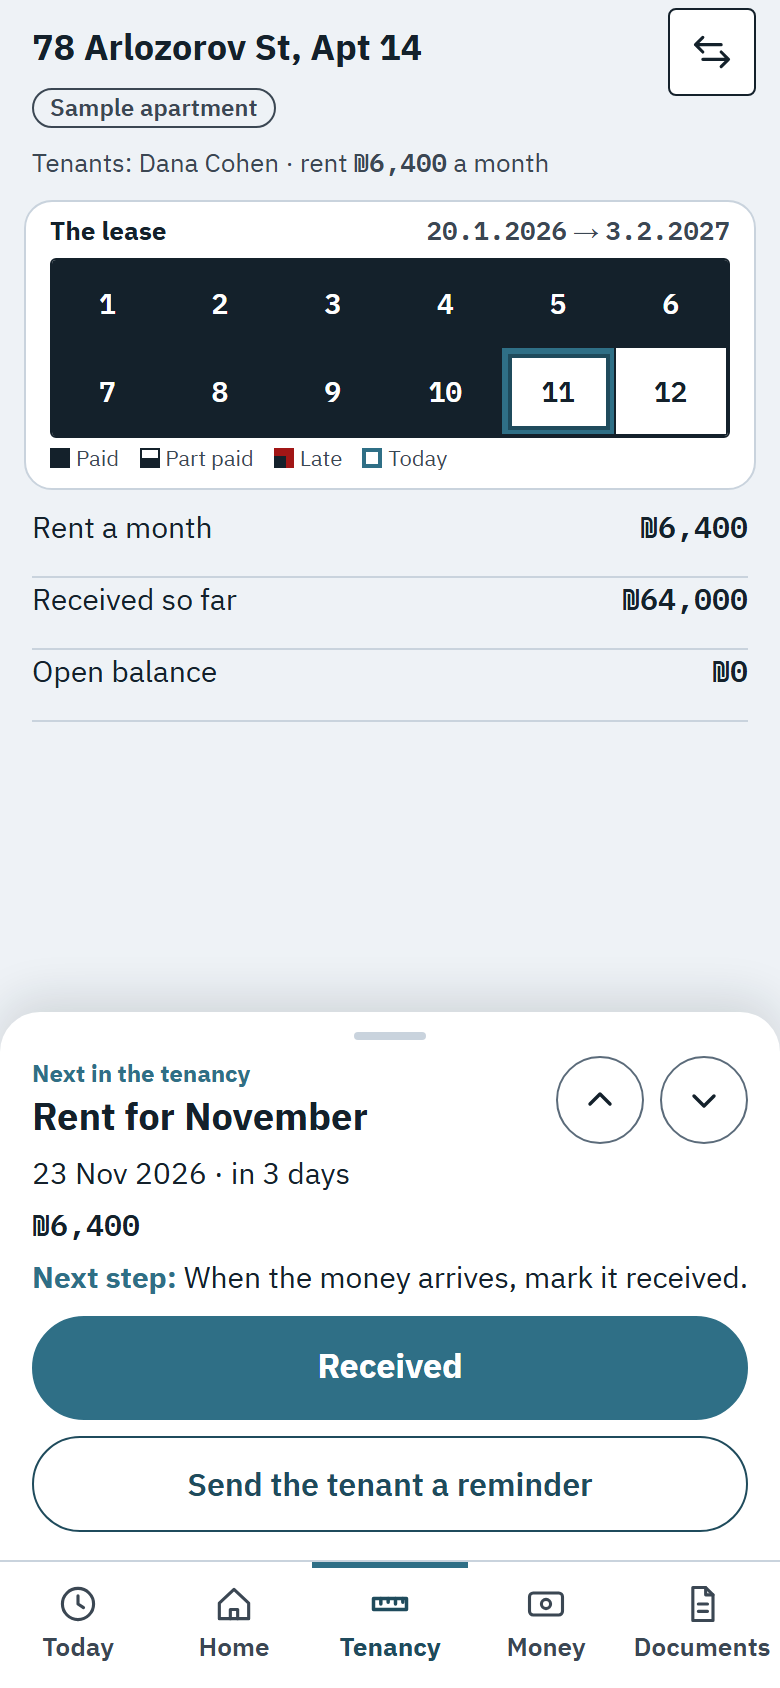 78 Arlozorov St, Apt 14
Sample apartment
Tenants: Dana Cohen · rent ₪6,400 a month
The lease 20.1.2026 → 3.2.2027
1 2 3 4 5 6
7 8 9 10 11 12
Paid Part paid Late Today
Rent a month ₪6,400
Received so far ₪64,000
Open balance ₪0
Next in the tenancy
Rent for November
23 Nov 2026 · in 3 days
₪6,400
Next step: When the money arrives, mark it received.
Received
Send the tenant a reminder
Today Home Tenancy Money Documents